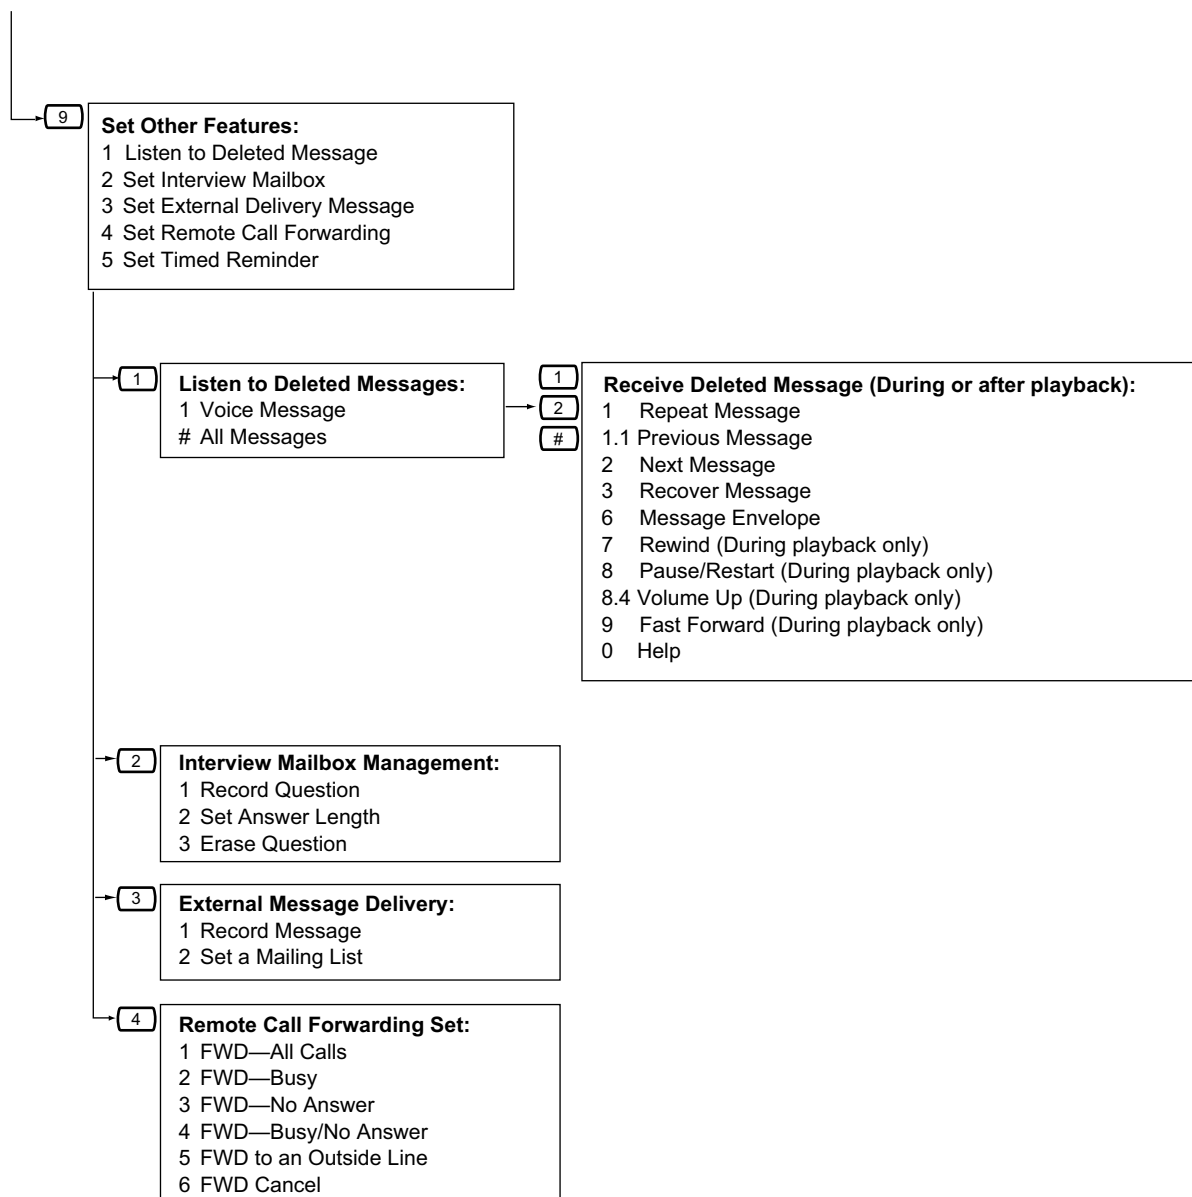 9
Set Other Features:
1 Listen to Deleted Message
2 Set Interview Mailbox
3 Set External Delivery Message
4 Set Remote Call Forwarding
5 Set Timed Reminder
1
Listen to Deleted Messages:
1 Voice Message
# All Messages
1
2
#
Receive Deleted Message (During or after playback):
1 Repeat Message
1.1 Previous Message
2 Next Message
3 Recover Message
6 Message Envelope
7 Rewind (During playback only)
8 Pause/Restart (During playback only)
8.4 Volume Up (During playback only)
9 Fast Forward (During playback only)
0 Help
2
Interview Mailbox Management:
1 Record Question
2 Set Answer Length
3 Erase Question
3
External Message Delivery:
1 Record Message
2 Set a Mailing List
4
Remote Call Forwarding Set:
1 FWD—All Calls
2 FWD—Busy
3 FWD—No Answer
4 FWD—Busy/No Answer
5 FWD to an Outside Line
6 FWD Cancel